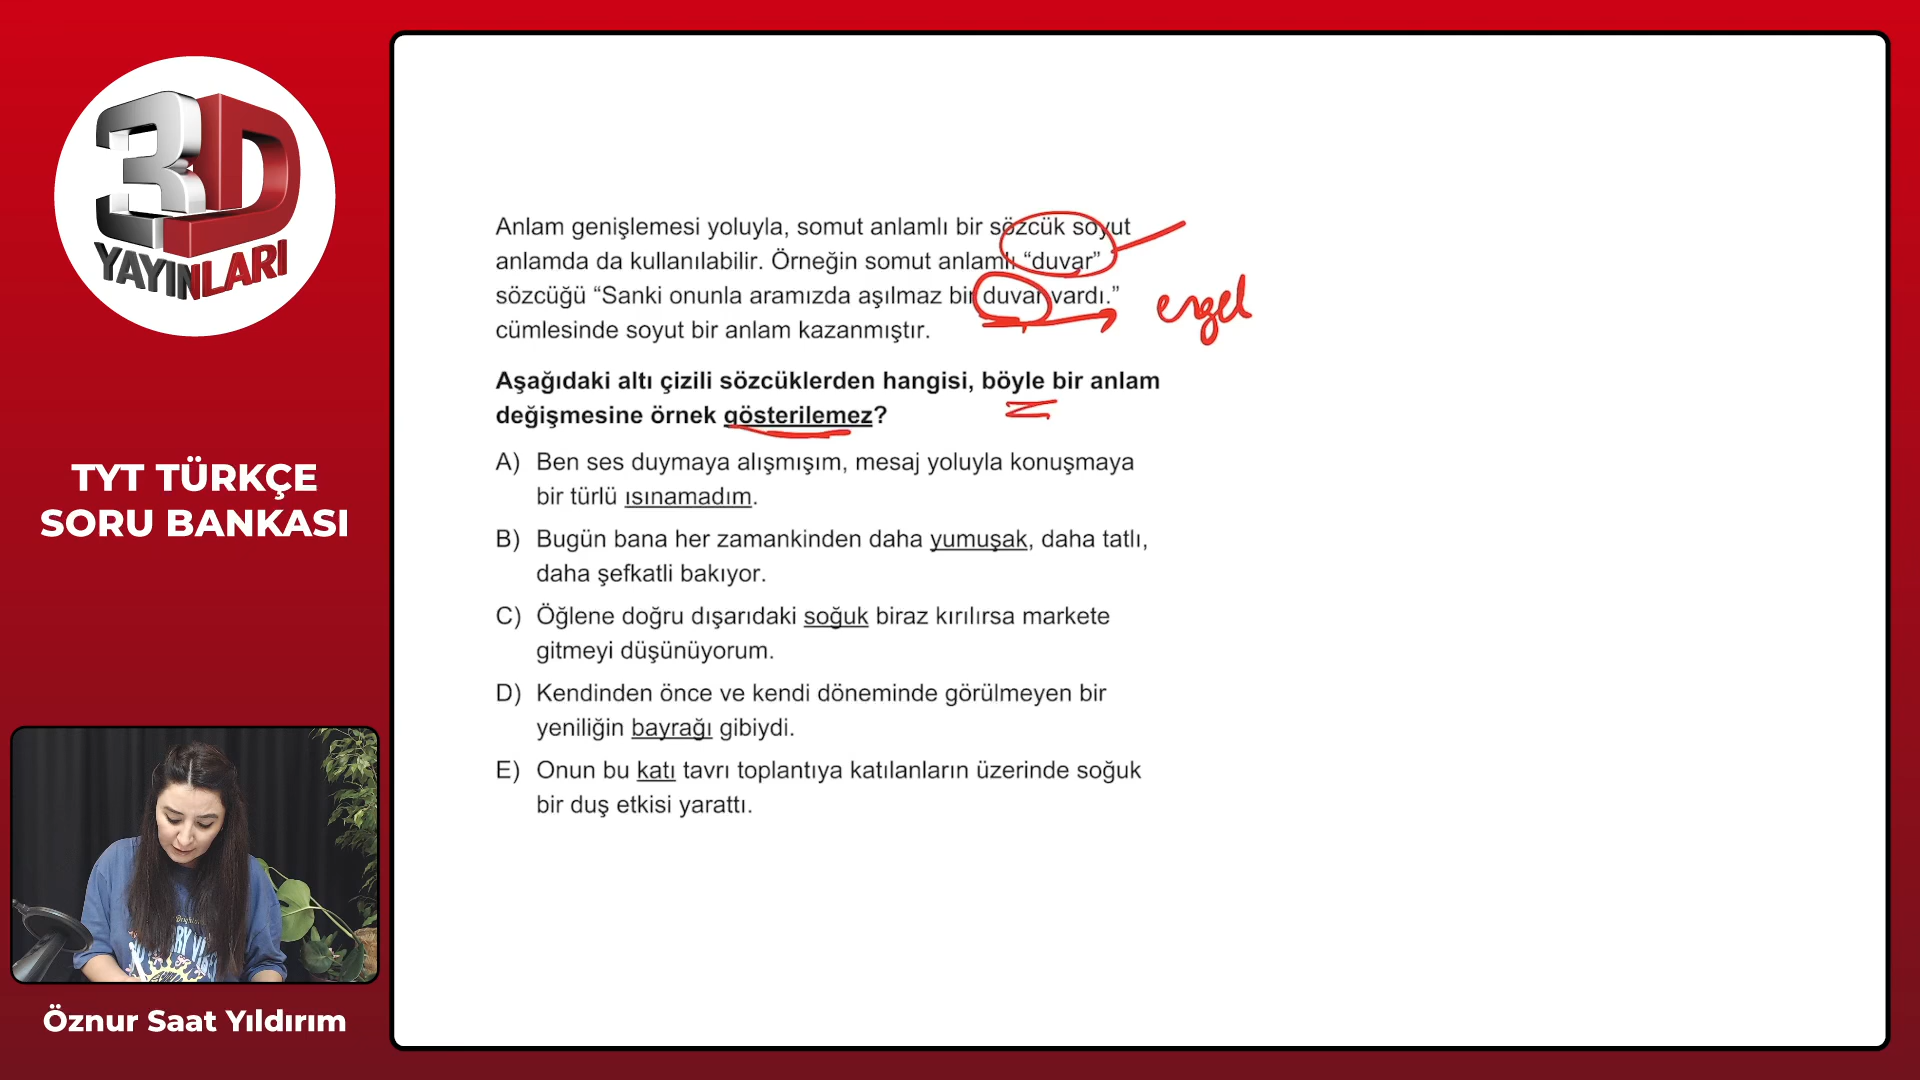 3D
YAYINLARI
TYT TÜRKÇE
SORU BANKASI
Öznur Saat Yıldırım
Anlam genişlemesi yoluyla, somut anlamlı bir sözcük soyut
anlamda da kullanılabilir. Örneğin somut anlamlı “duvar”
sözcüğü “Sanki onunla aramızda aşılmaz bir duvar vardı.”
cümlesinde soyut bir anlam kazanmıştır.
engel
Aşağıdaki altı çizili sözcüklerden hangisi, böyle bir anlam
değişmesine örnek gösterilemez?
A) Ben ses duymaya alışmışım, mesaj yoluyla konuşmaya
bir türlü ısınamadım.
B) Bugün bana her zamankinden daha yumuşak, daha tatlı,
daha şefkatli bakıyor.
C) Öğlene doğru dışarıdaki soğuk biraz kırılırsa markete
gitmeyi düşünüyorum.
D) Kendinden önce ve kendi döneminde görülmeyen bir
yeniliğin bayrağı gibiydi.
E) Onun bu katı tavrı toplantıya katılanların üzerinde soğuk
bir duş etkisi yarattı.